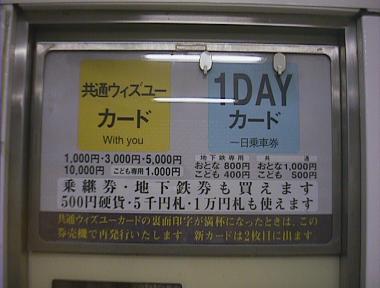 共通ウィズユー
カード
With you
1DAY
カード
一日乗車券
1,000円・3,000円・5,000円
10,000円 こども専用 1,000円
地下鉄専用
おとな 800円
こども 400円
共通
おとな 1,000円
こども 500円
乗継券・地下鉄券も買えます
500円硬貨・5千円札・1万円札も使えます
共通ウィズユーカードの裏面印字が満杯になったときは、この
券売機で再発行いたします 新カードは2枚目に出ます